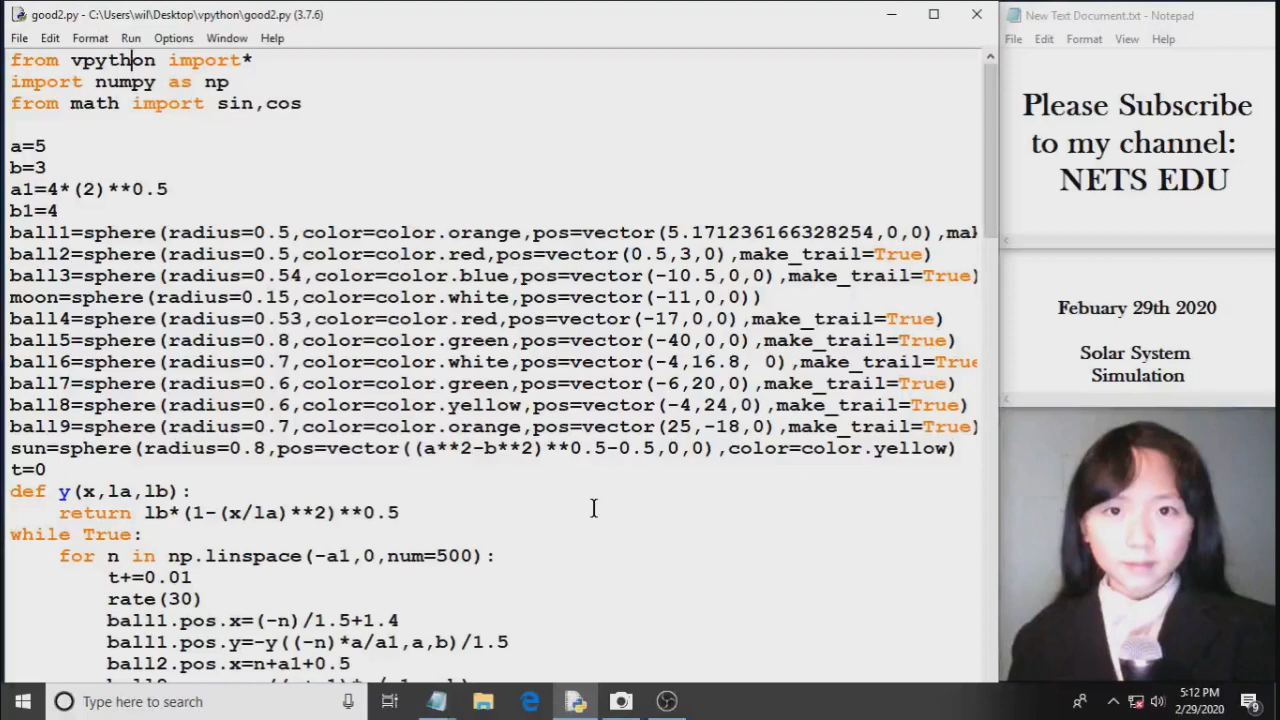 good2.py - C:\Users\wil\Desktop\vpython\good2.py (3.7.6)
File Edit Format Run Options Window Help
from vpython import*
import numpy as np
from math import sin,cos
a=5
b=3
a1=4*(2)**0.5
b1=4
ball1=sphere(radius=0.5,color=color.orange,pos=vector(5.171236166328254,0,0),mak
ball2=sphere(radius=0.5,color=color.red,pos=vector(0.5,3,0),make_trail=True)
ball3=sphere(radius=0.54,color=color.blue,pos=vector(-10.5,0,0),make_trail=True)
moon=sphere(radius=0.15,color=color.white,pos=vector(-11,0,0))
ball4=sphere(radius=0.53,color=color.red,pos=vector(-17,0,0),make_trail=True)
ball5=sphere(radius=0.8,color=color.green,pos=vector(-40,0,0),make_trail=True)
ball6=sphere(radius=0.7,color=color.white,pos=vector(-4,16.8, 0),make_trail=True
ball7=sphere(radius=0.6,color=color.green,pos=vector(-6,20,0),make_trail=True)
ball8=sphere(radius=0.6,color=color.yellow,pos=vector(-4,24,0),make_trail=True)
ball9=sphere(radius=0.7,color=color.orange,pos=vector(25,-18,0),make_trail=True)
sun=sphere(radius=0.8,pos=vector((a**2-b**2)**0.5-0.5,0,0),color=color.yellow)
t=0
def y(x,la,lb):
return lb*(1-(x/la)**2)**0.5
while True:
for n in np.linspace(-a1,0,num=500):
t+=0.01
rate(30)
ball1.pos.x=(-n)/1.5+1.4
ball1.pos.y=-y((-n)*a/a1,a,b)/1.5
ball2.pos.x=n+a1+0.5
New Text Document.txt - Notepad
File Edit Format View Help
Please Subscribe
to my channel:
NETS EDU
Febuary 29th 2020
Solar System
Simulation
Type here to search
5:12 PM
2/29/2020
9